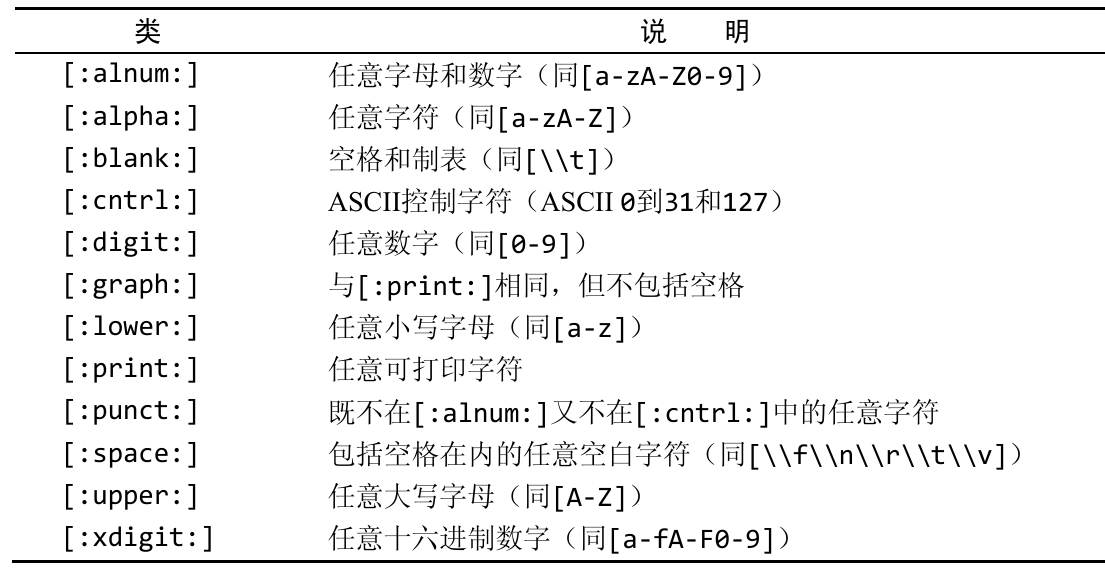 类 说 明
[:alnum:] 任意字母和数字（同[a-zA-Z0-9]）
[:alpha:] 任意字符（同[a-zA-Z]）
[:blank:] 空格和制表（同[\\t]）
[:cntrl:] ASCII控制字符（ASCII 0到31和127）
[:digit:] 任意数字（同[0-9]）
[:graph:] 与[:print:]相同，但不包括空格
[:lower:] 任意小写字母（同[a-z]）
[:print:] 任意可打印字符
[:punct:] 既不在[:alnum:]又不在[:cntrl:]中的任意字符
[:space:] 包括空格在内的任意空白字符（同[\\f\\n\\r\\t\\v]）
[:upper:] 任意大写字母（同[A-Z]）
[:xdigit:] 任意十六进制数字（同[a-fA-F0-9]）